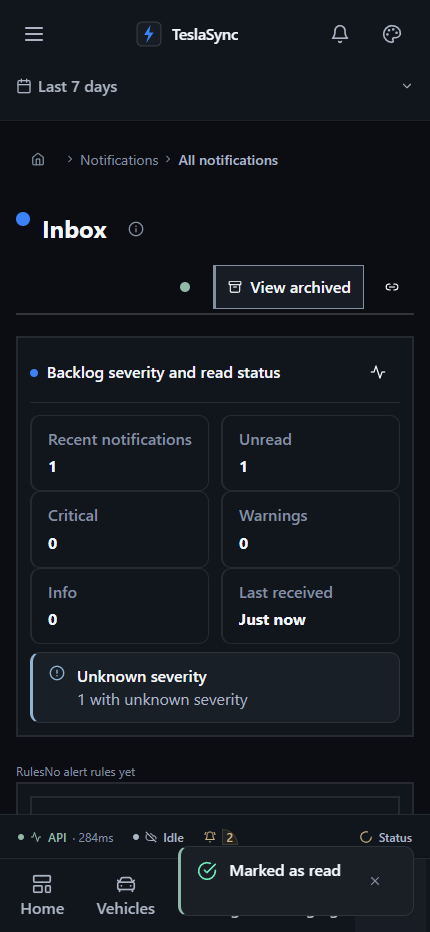 TeslaSync
Last 7 days
Notifications All notifications
Inbox
View archived
Backlog severity and read status
Recent notifications
1
Unread
1
Critical
0
Warnings
0
Info
0
Last received
Just now
Unknown severity
1 with unknown severity
RulesNo alert rules yet
API · 284ms Idle 2 Status
Marked as read
Home Vehicles